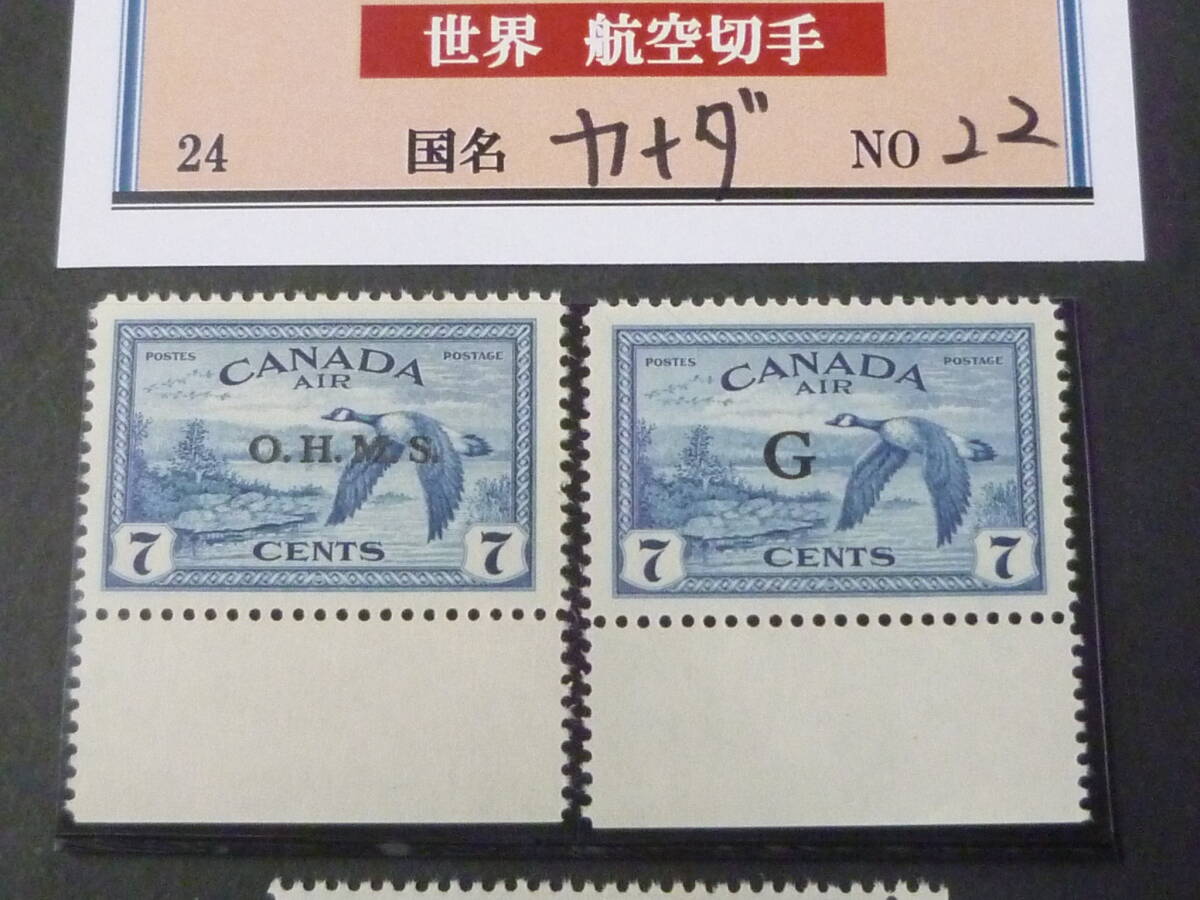 世界 航空切手
24 国名 カナダ NO 22
POSTES CANADA POSTAGE
AIR
O.H.M.S.
7 CENTS 7
POSTES CANADA POSTAGE
AIR
G
7 CENTS 7